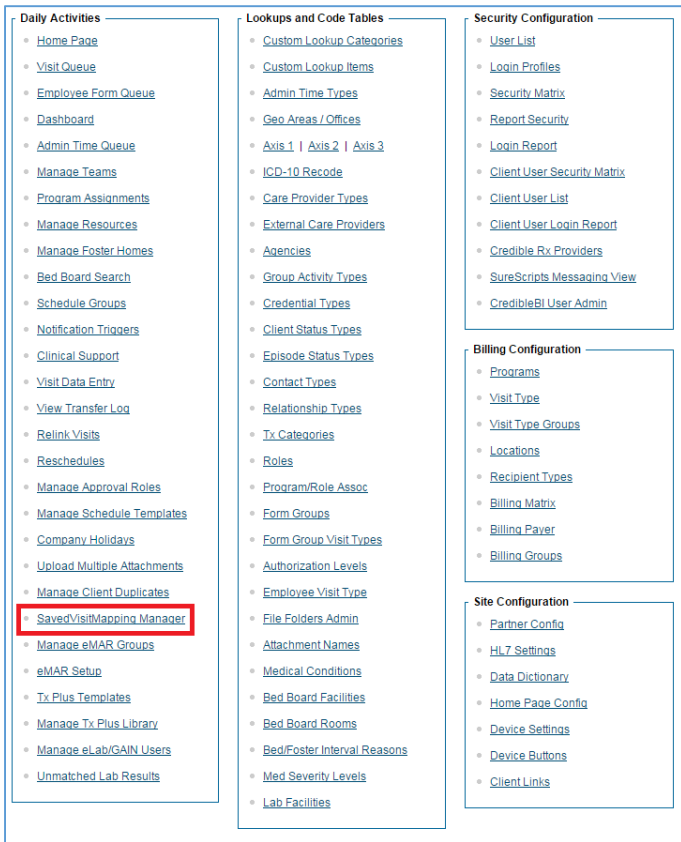 Daily Activities
Home Page
Visit Queue
Employee Form Queue
Dashboard
Admin Time Queue
Manage Teams
Program Assignments
Manage Resources
Manage Foster Homes
Bed Board Search
Schedule Groups
Notification Triggers
Clinical Support
Visit Data Entry
View Transfer Log
Relink Visits
Reschedules
Manage Approval Roles
Manage Schedule Templates
Company Holidays
Upload Multiple Attachments
Manage Client Duplicates
SavedVisitMapping Manager
Manage eMAR Groups
eMAR Setup
Tx Plus Templates
Manage Tx Plus Library
Manage eLab/GAIN Users
Unmatched Lab Results
Lookups and Code Tables
Custom Lookup Categories
Custom Lookup Items
Admin Time Types
Geo Areas / Offices
Axis 1 | Axis 2 | Axis 3
ICD-10 Recode
Care Provider Types
External Care Providers
Agencies
Group Activity Types
Credential Types
Client Status Types
Episode Status Types
Contact Types
Relationship Types
Tx Categories
Roles
Program/Role Assoc
Form Groups
Form Group Visit Types
Authorization Levels
Employee Visit Type
File Folders Admin
Attachment Names
Medical Conditions
Bed Board Facilities
Bed Board Rooms
Bed/Foster Interval Reasons
Med Severity Levels
Lab Facilities
Security Configuration
User List
Login Profiles
Security Matrix
Report Security
Login Report
Client User Security Matrix
Client User List
Client User Login Report
Credible Rx Providers
SureScripts Messaging View
CredibleBI User Admin
Billing Configuration
Programs
Visit Type
Visit Type Groups
Locations
Recipient Types
Billing Matrix
Billing Payer
Billing Groups
Site Configuration
Partner Config
HL7 Settings
Data Dictionary
Home Page Config
Device Settings
Device Buttons
Client Links